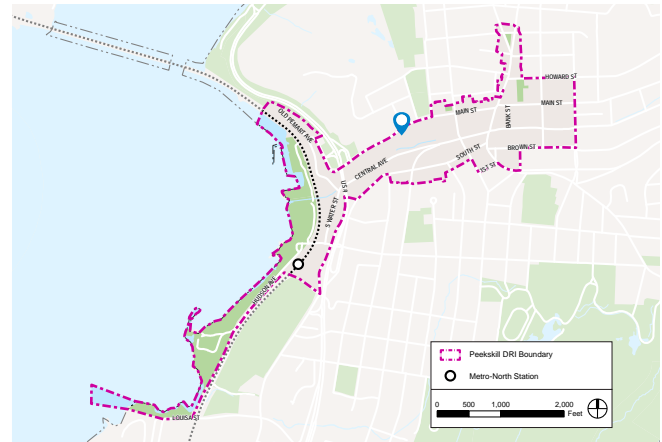 HOWARD ST
MAIN ST
MAIN ST
BANK ST
OLD PEMART AVE
BROWN ST
SOUTH ST
1ST ST
CENTRAL AVE
US 9
S WATER ST
HUDSON AVE
LOUISA ST
Peekskill DRI Boundary
Metro-North Station
0 500 1,000 2,000
Feet